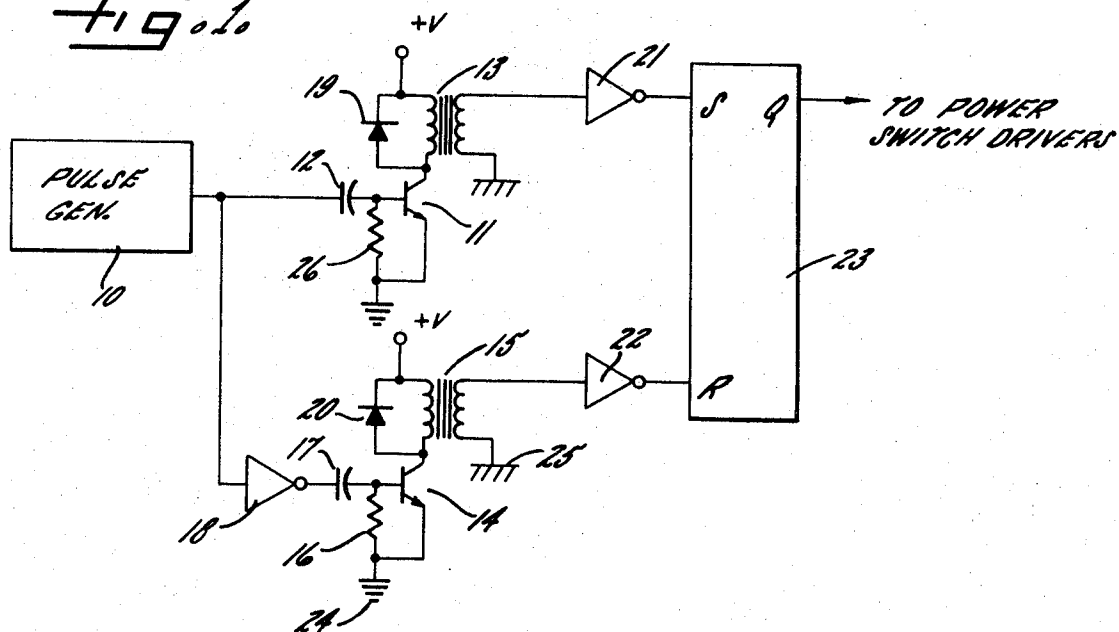 Fig. 1.
+V
19
13
21
S
Q
TO POWER
SWITCH DRIVERS
PULSE
GEN.
12
11
10
26
23
+V
15
22
R
20
17
25
18
16
14
24